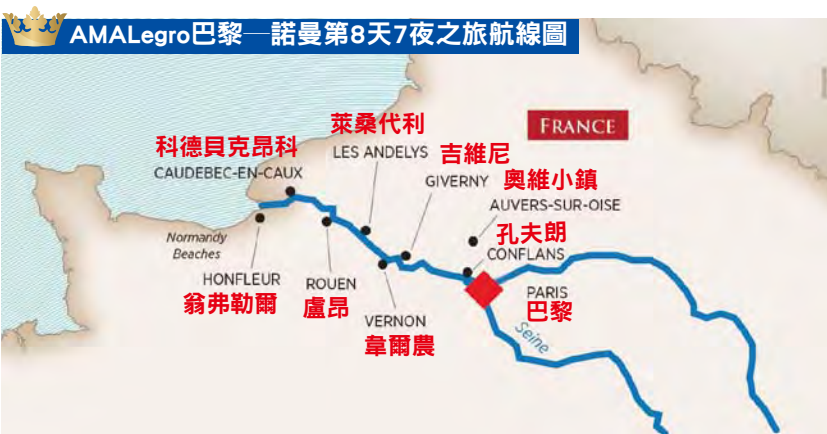 AMALegro巴黎─諾曼第8天7夜之旅航線圖
FRANCE
萊桑代利
LES ANDELYS
科德貝克昂科
CAUDEBEC-EN-CAUX
吉維尼
GIVERNY
奧維小鎮
AUVERS-SUR-OISE
孔夫朗
CONFLANS
Normandy
Beaches
HONFLEUR
翁弗勒爾
ROUEN
盧昂
VERNON
韋爾農
PARIS
巴黎
Seine